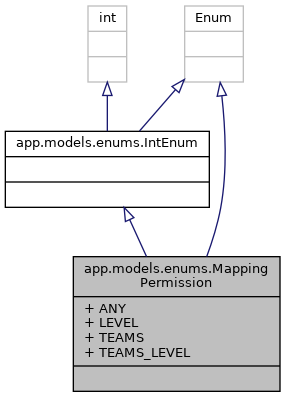 int
Enum
app.models.enums.IntEnum
app.models.enums.Mapping
Permission
+ ANY
+ LEVEL
+ TEAMS
+ TEAMS_LEVEL